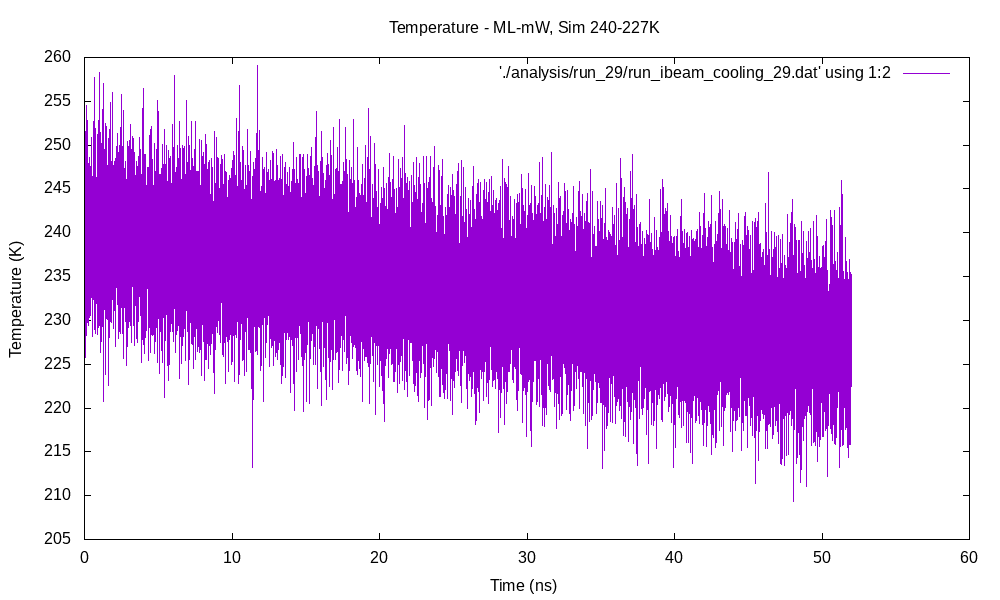 Temperature - ML-mW, Sim 240-227K
'./analysis/run_29/run_ibeam_cooling_29.dat' using 1:2
260
255
250
245
240
235
230
225
220
215
210
205
Temperature (K)
0 10 20 30 40 50 60
Time (ns)